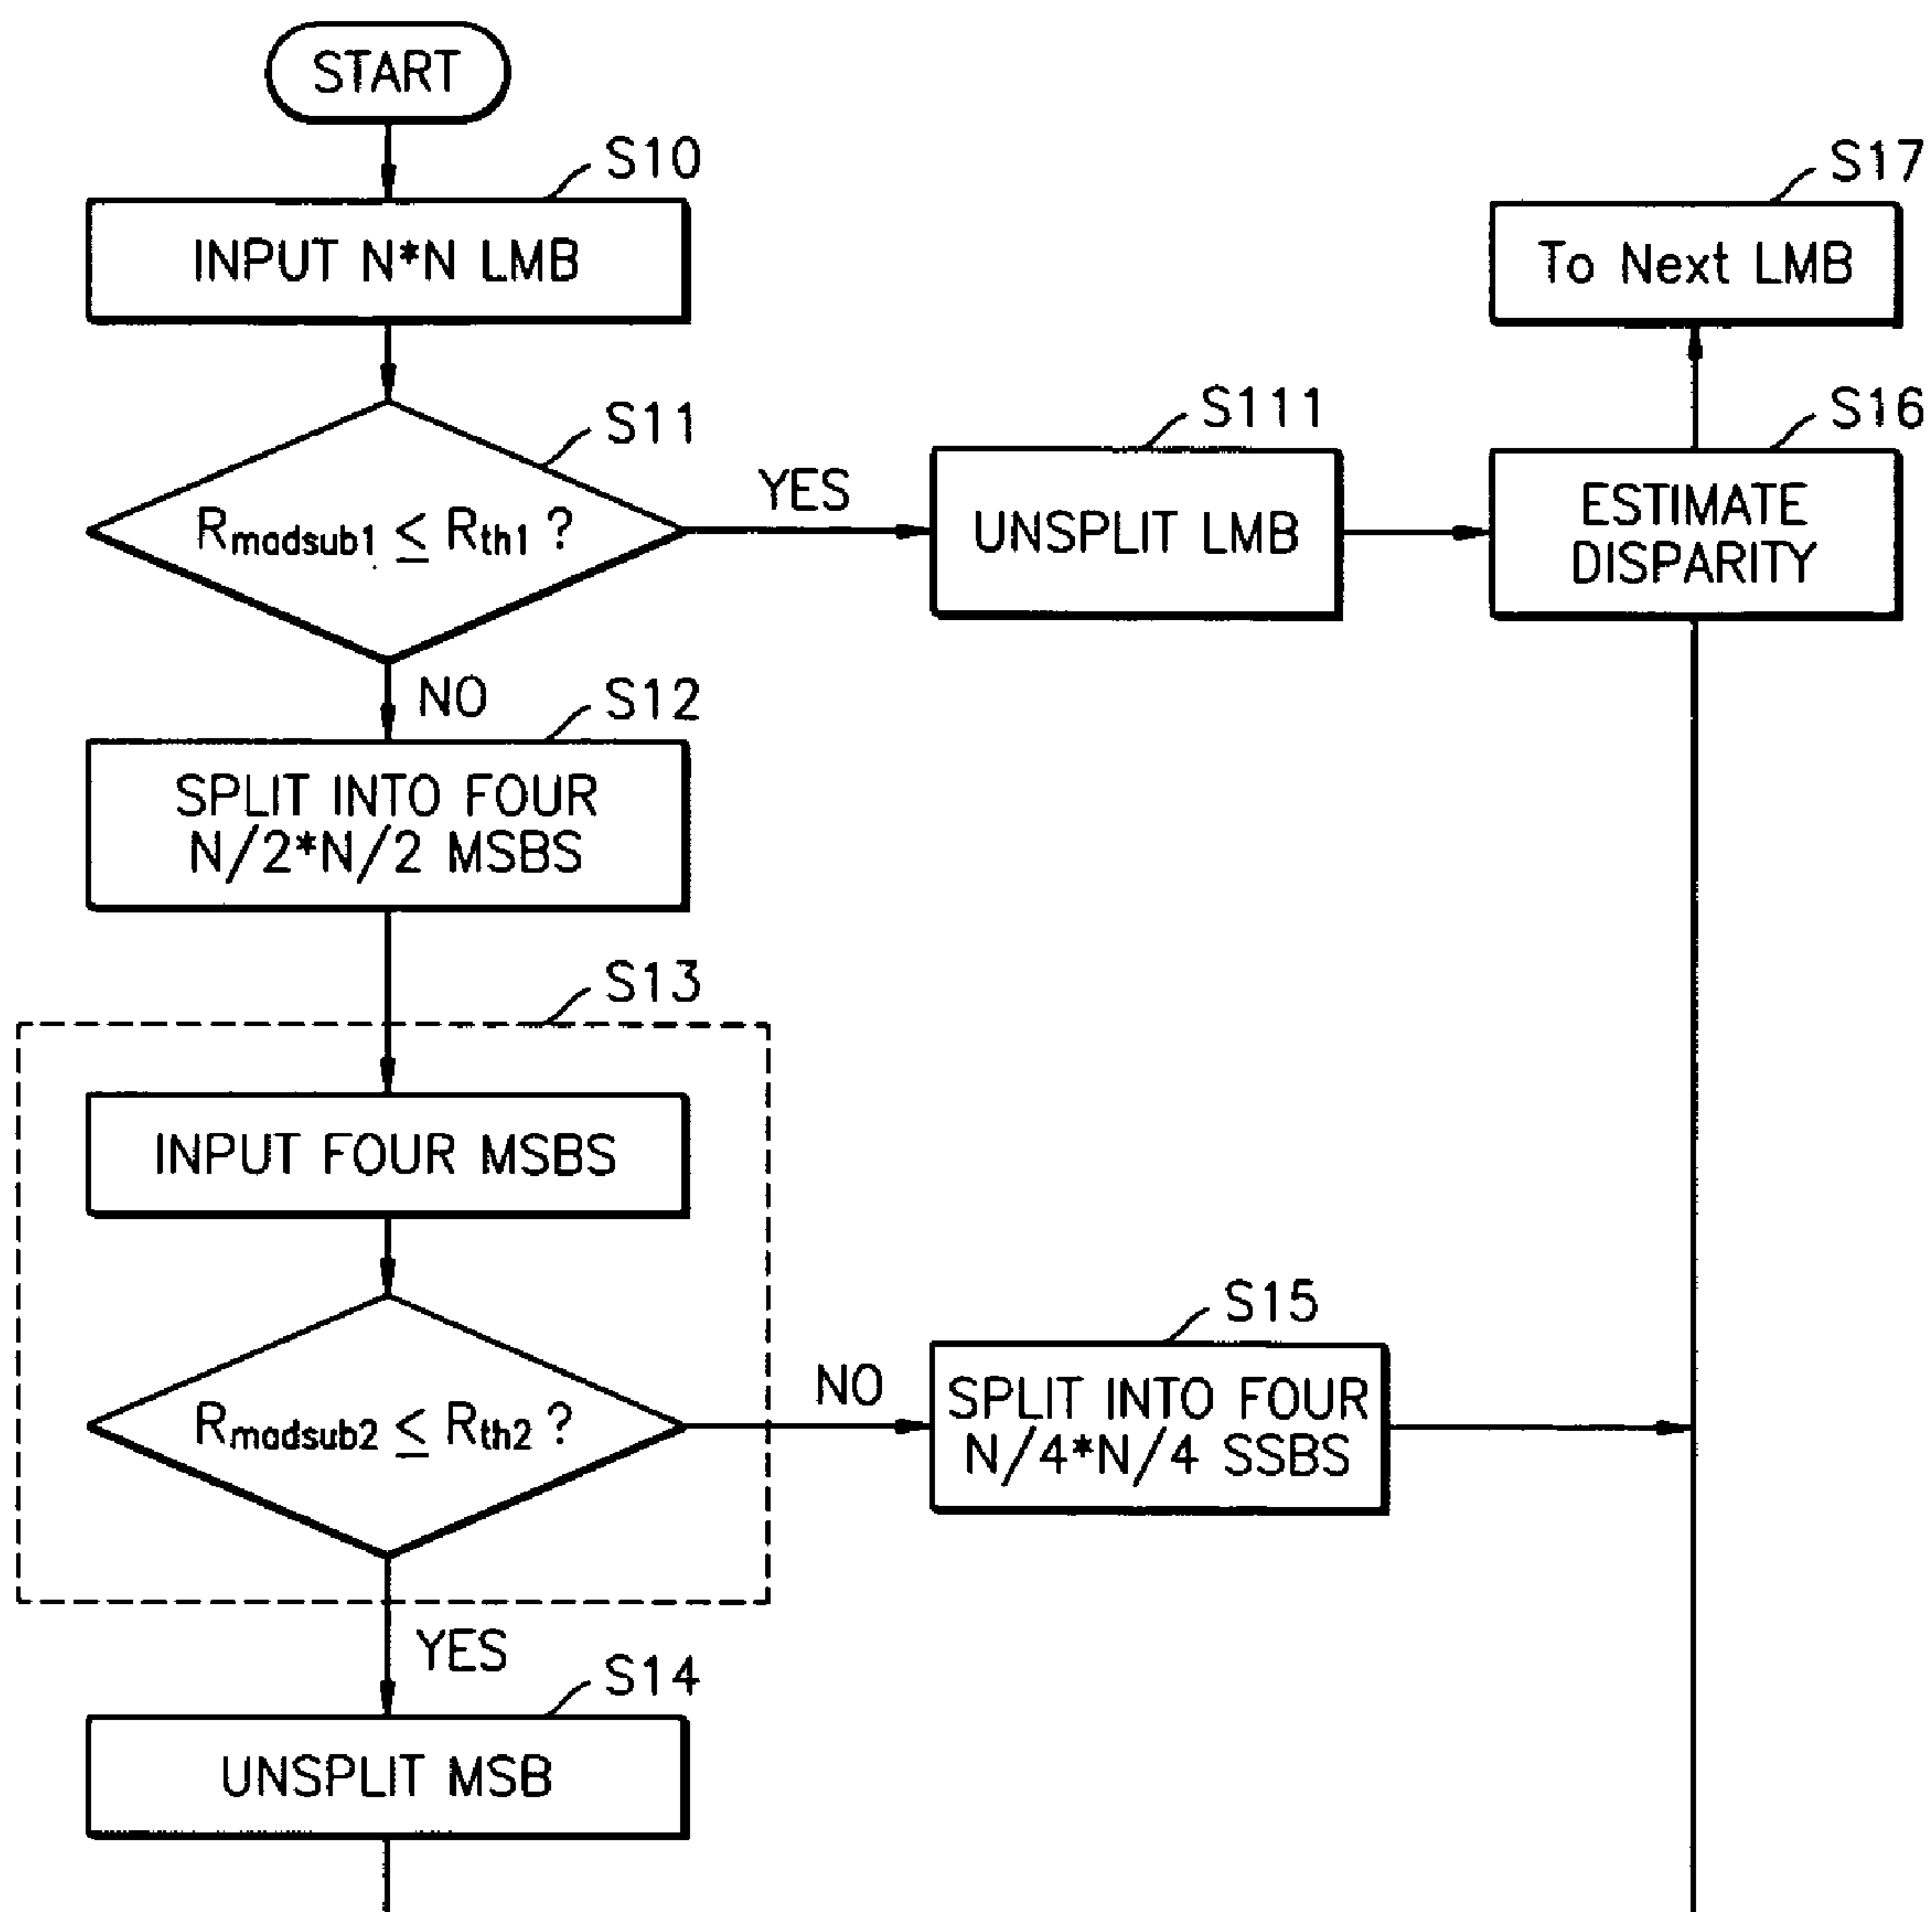 START
S10
INPUT N*N LMB
S17
To Next LMB
S11
Rmadsub1 ≤ Rth1 ?
YES
S111
UNSPLIT LMB
S16
ESTIMATE
DISPARITY
NO
S12
SPLIT INTO FOUR
N/2*N/2 MSBS
S13
INPUT FOUR MSBS
Rmadsub2 ≤ Rth2 ?
NO
S15
SPLIT INTO FOUR
N/4*N/4 SSBS
YES
S14
UNSPLIT MSB